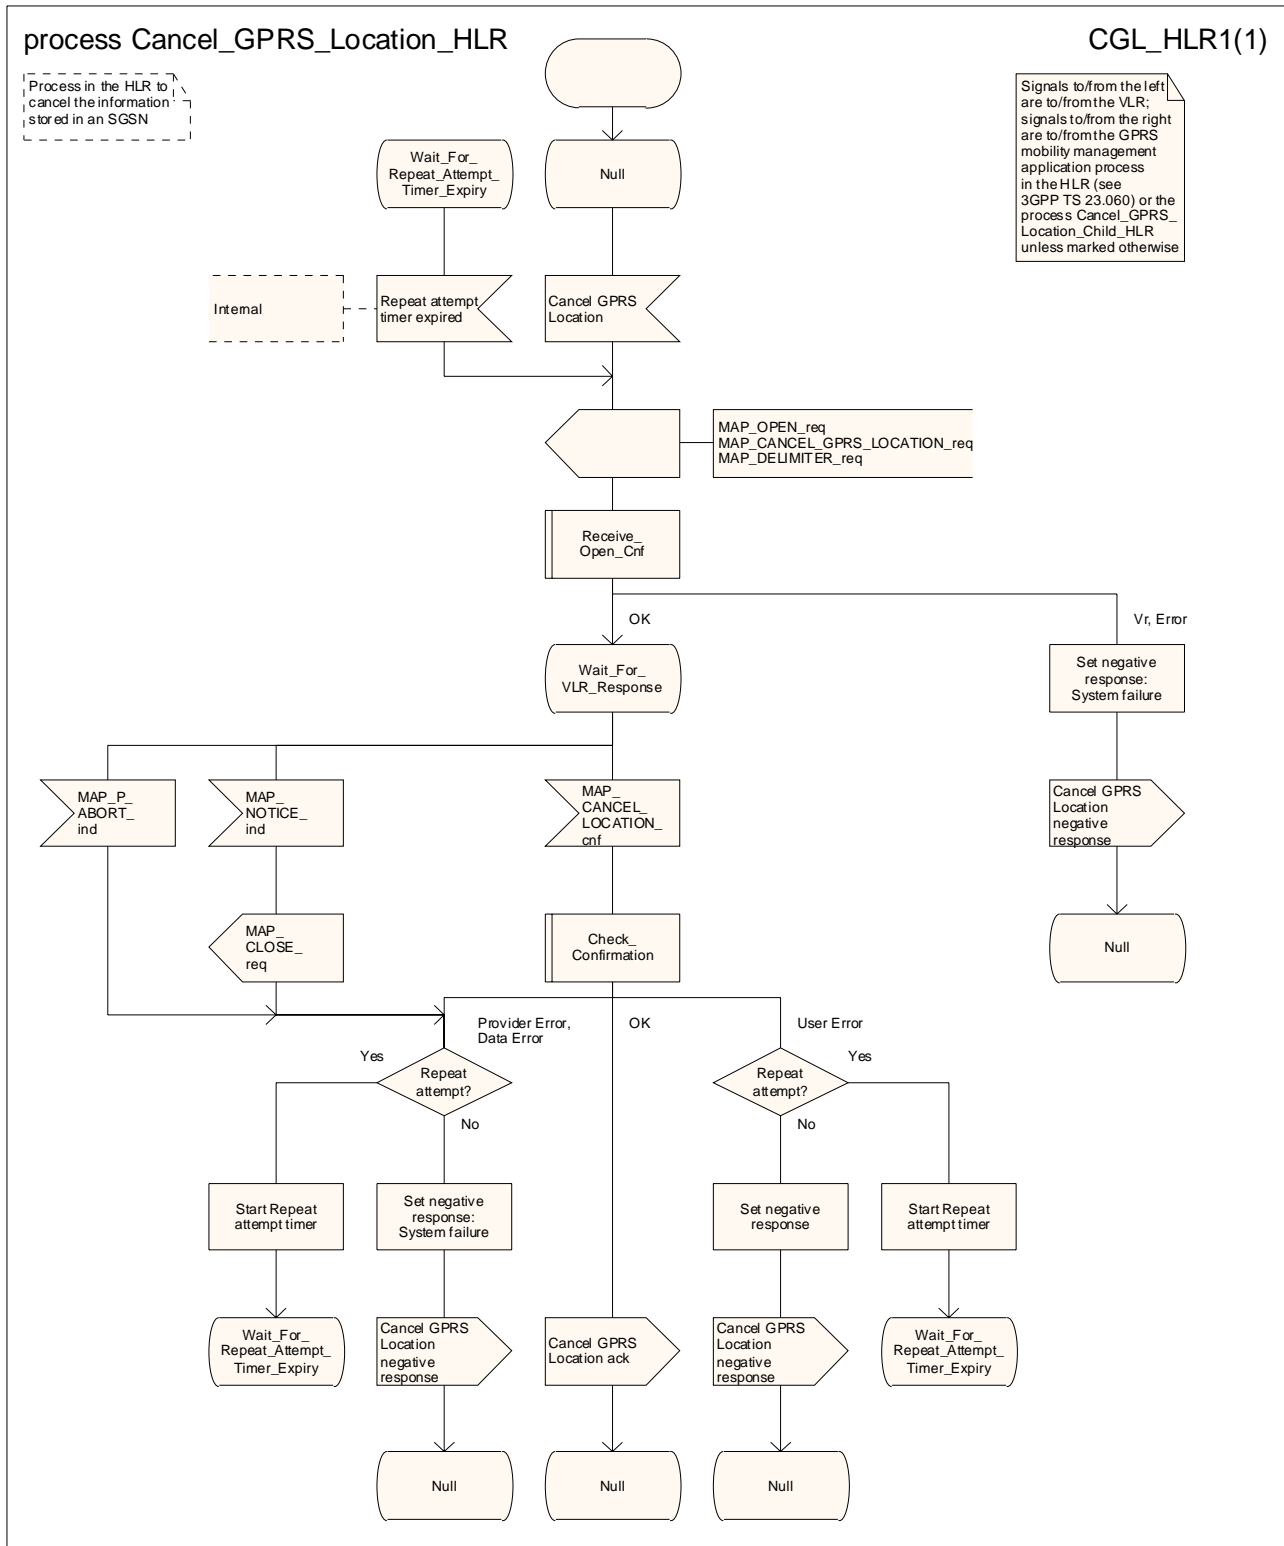 process Cancel_GPRS_Location_HLR
CGL_HLR1(1)
Process in the HLR to
cancel the information
stored in an SGSN
Signals to/from the left
are to/from the VLR;
signals to/from the right
are to/from the GPRS
mobility management
application process
in the HLR (see
3GPP TS 23.060) or the
process Cancel_GPRS_
Location_Child_HLR
unless marked otherwise
Wait_For_
Repeat_Attempt_
Timer_Expiry
Null
Internal
Repeat attempt
timer expired
Cancel GPRS
Location
MAP_OPEN_req
MAP_CANCEL_GPRS_LOCATION_req
MAP_DELIMITER_req
Receive_
Open_Cnf
OK
Vr, Error
Wait_For_
VLR_Response
Set negative
response:
System failure
MAP_P_
ABORT_
ind
MAP_
NOTICE_
ind
MAP_
CANCEL_
LOCATION_
cnf
Cancel GPRS
Location
negative
response
MAP_
CLOSE_
req
Check_
Confirmation
Null
Provider Error,
Data Error
OK
User Error
Yes
Repeat
attempt?
No
Yes
Repeat
attempt?
No
Start Repeat
attempt timer
Set negative
response:
System failure
Set negative
response
Start Repeat
attempt timer
Wait_For_
Repeat_Attempt_
Timer_Expiry
Cancel GPRS
Location
negative
response
Cancel GPRS
Location ack
Cancel GPRS
Location
negative
response
Wait_For_
Repeat_Attempt_
Timer_Expiry
Null
Null
Null